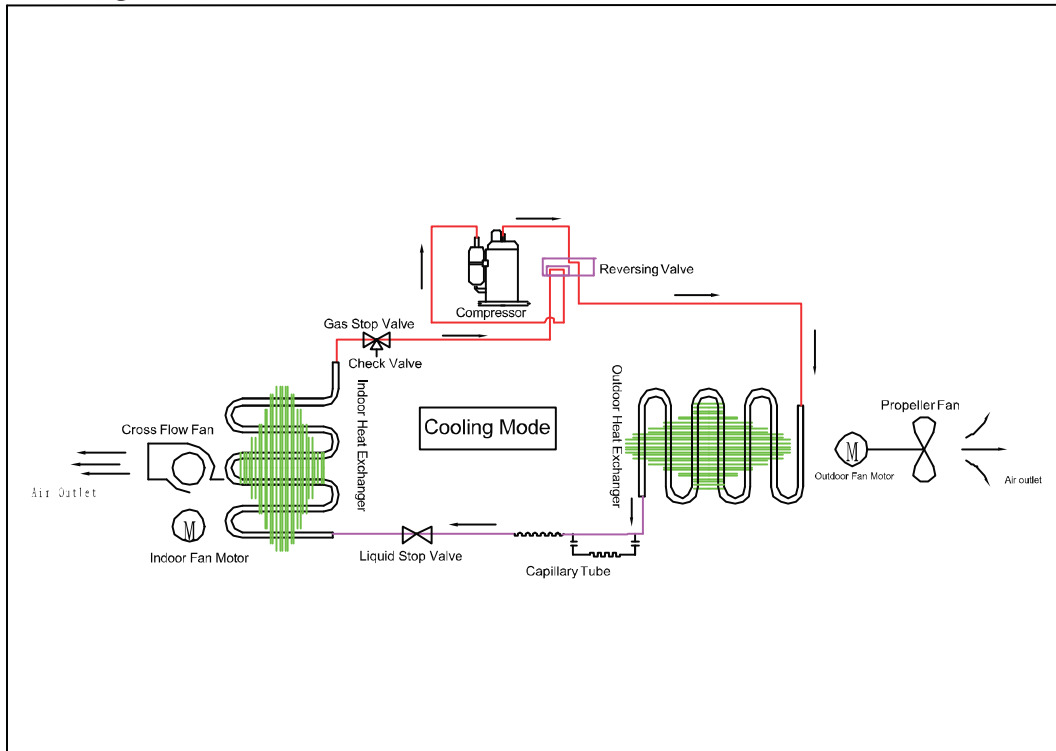 Reversing Valve
Compressor
Gas Stop Valve
Check Valve
Indoor Heat Exchanger
Outdoor Heat Exchanger
Cooling Mode
Propeller Fan
Cross Flow Fan
M
Outdoor Fan Motor
Air outlet
Air Outlet
M
Indoor Fan Motor
Liquid Stop Valve
Capillary Tube